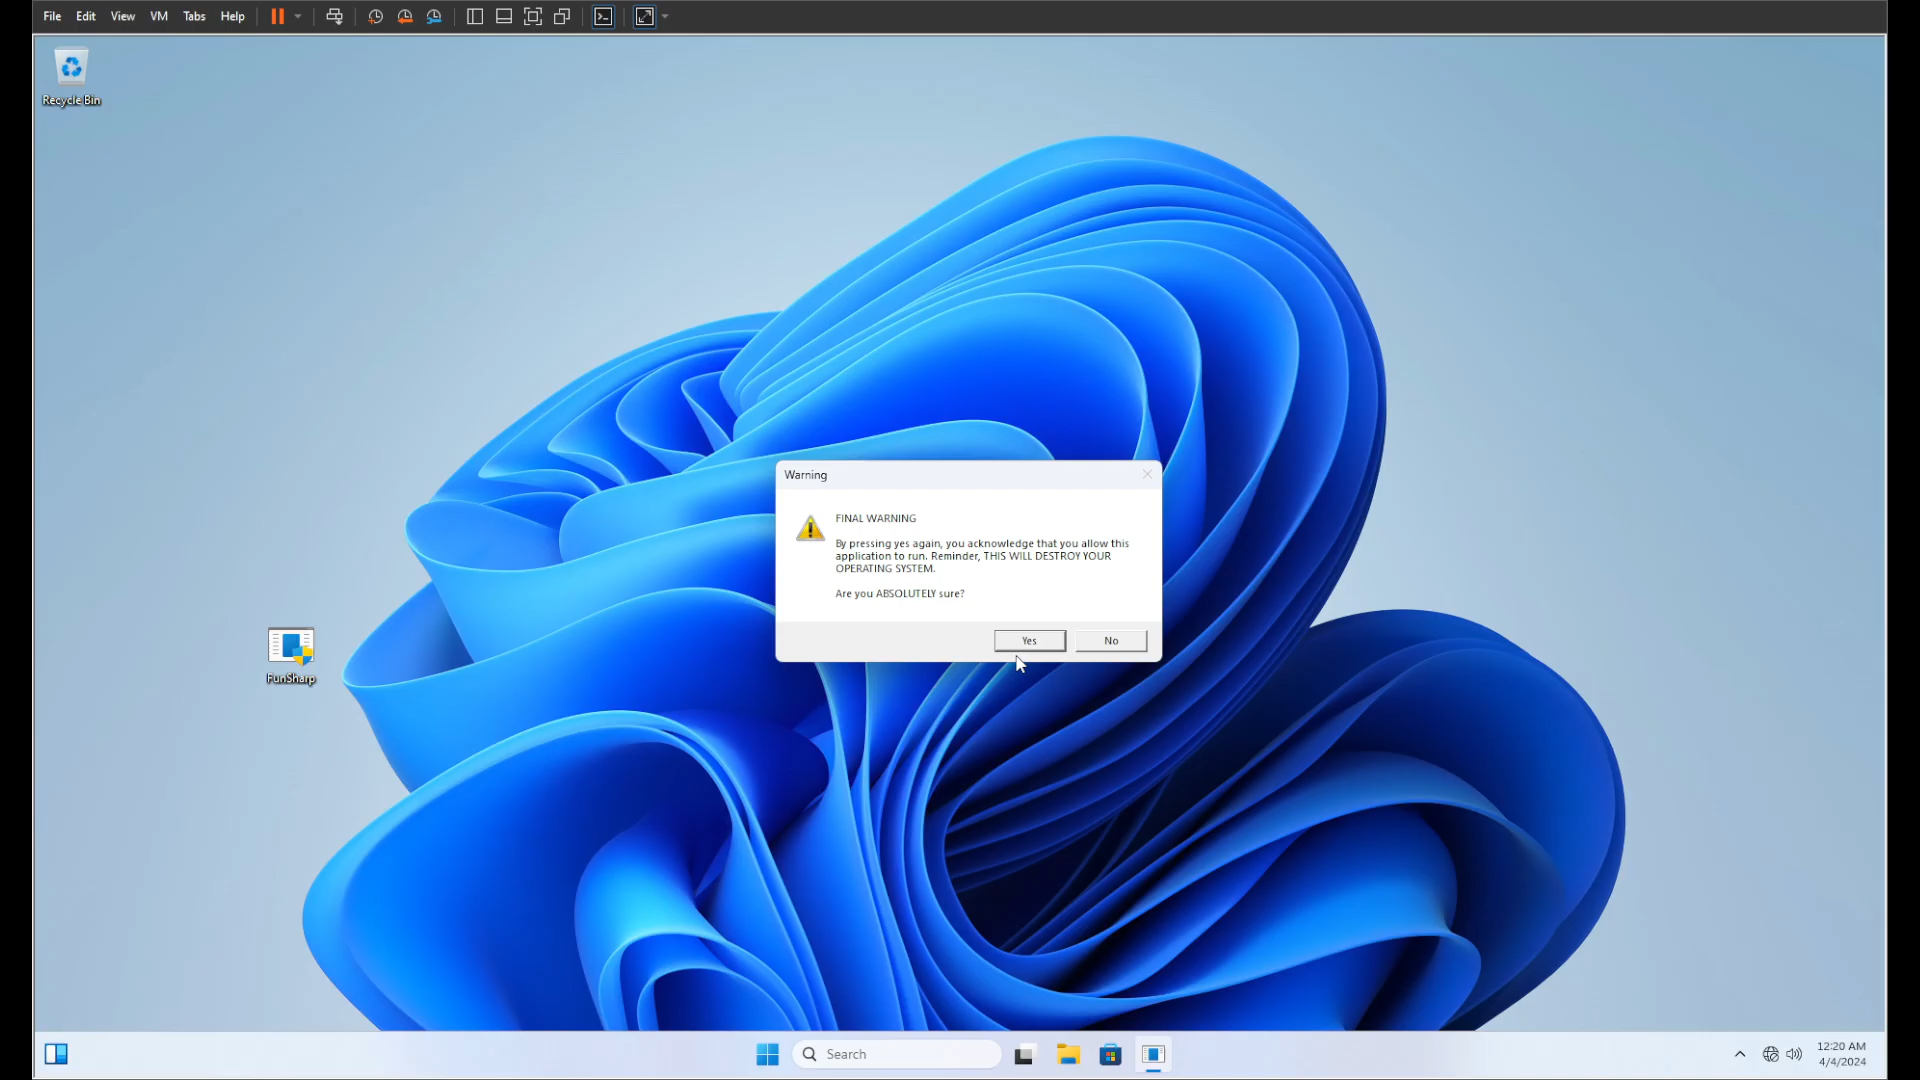 File Edit View VM Tabs Help
Recycle Bin
Warning
FINAL WARNING
By pressing yes again, you acknowledge that you allow this
application to run. Reminder, THIS WILL DESTROY YOUR
OPERATING SYSTEM.
Are you ABSOLUTELY sure?
Yes No
FunSharp
Search
12:20 AM
4/4/2024